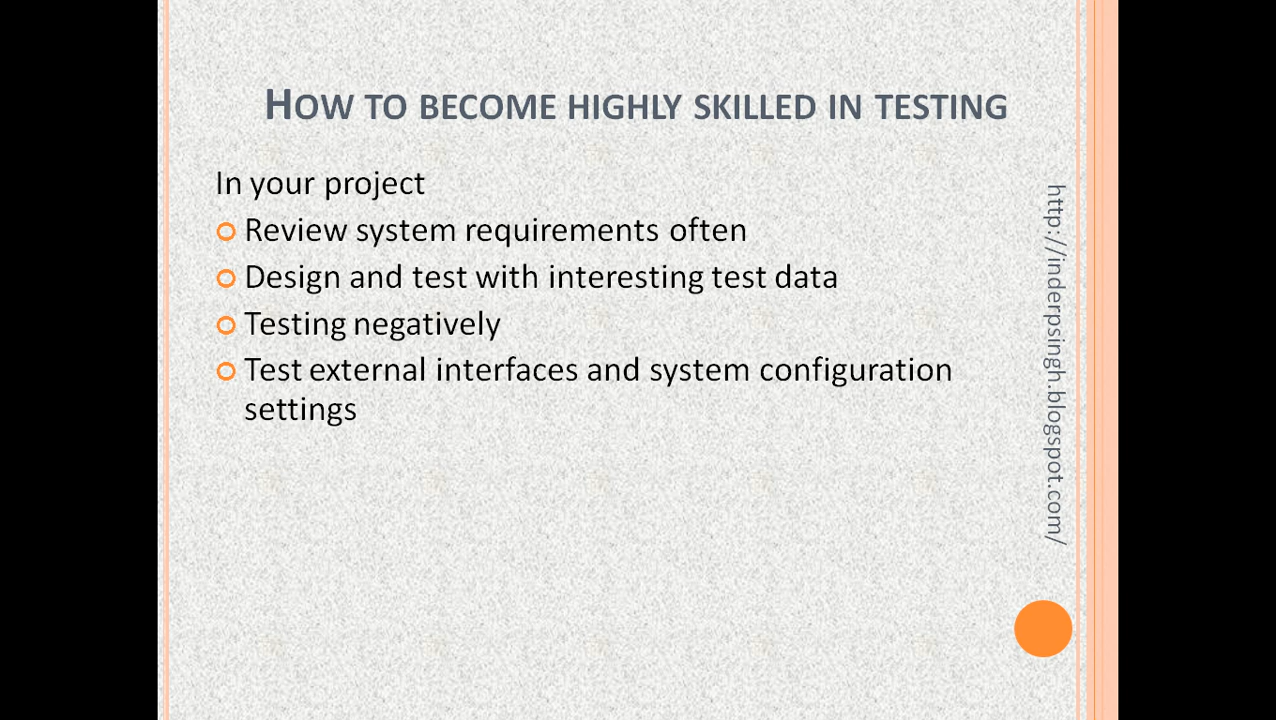 HOW TO BECOME HIGHLY SKILLED IN TESTING
In your project
Review system requirements often
Design and test with interesting test data
Testing negatively
Test external interfaces and system configuration
settings
http://inderpsingh.blogspot.com/